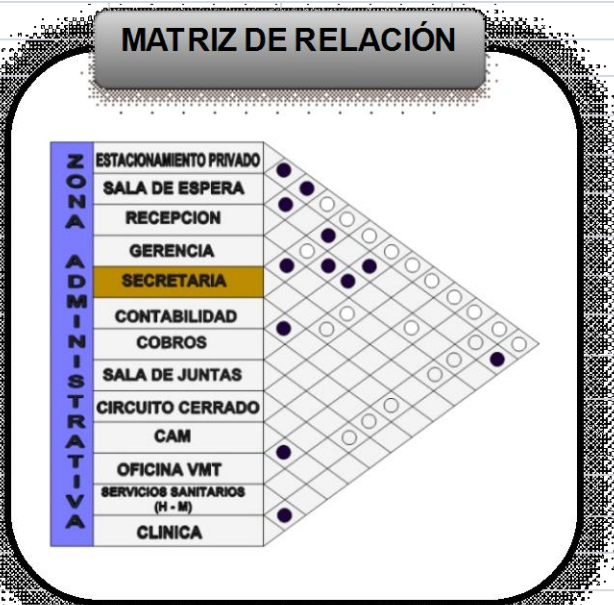 MATRIZ DE RELACIÓN
ZONA ADMINISTRATIVA
ESTACIONAMIENTO PRIVADO
SALA DE ESPERA
RECEPCION
GERENCIA
SECRETARIA
CONTABILIDAD
COBROS
SALA DE JUNTAS
CIRCUITO CERRADO
CAM
OFICINA VMT
SERVICIOS SANITARIOS
(H - M)
CLINICA